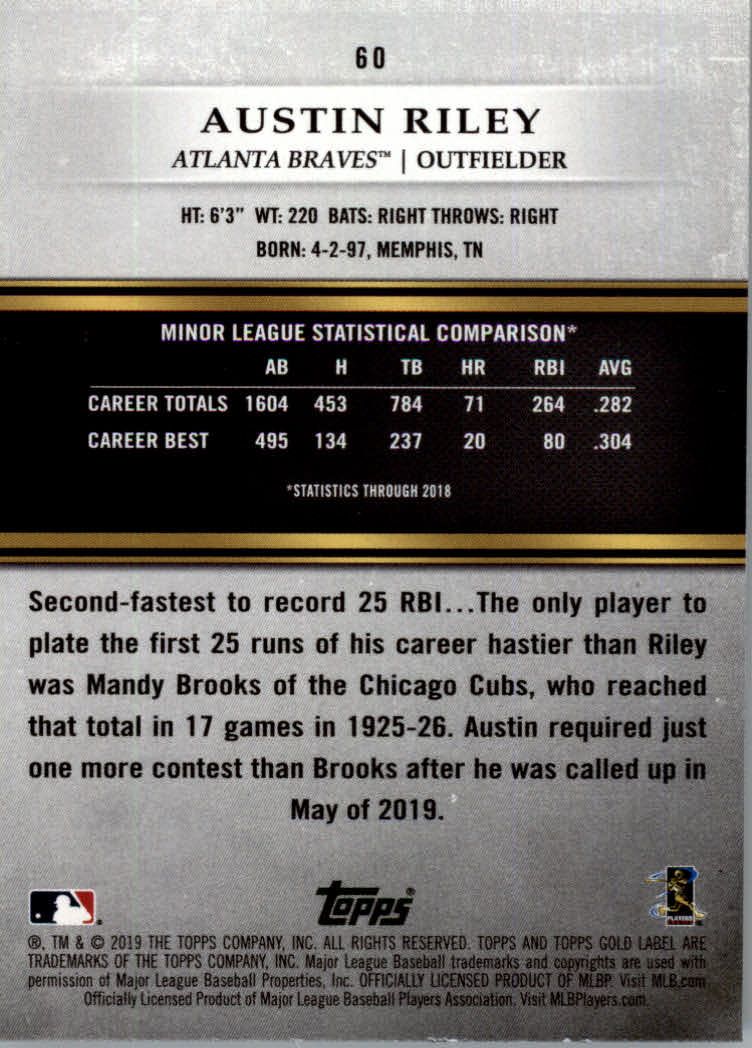 60
AUSTIN RILEY
ATLANTA BRAVES™ | OUTFIELDER
HT: 6'3" WT: 220 BATS: RIGHT THROWS: RIGHT
BORN: 4-2-97, MEMPHIS, TN
MINOR LEAGUE STATISTICAL COMPARISON*
AB H TB HR RBI AVG
CAREER TOTALS 1604 453 784 71 264 .282
CAREER BEST 495 134 237 20 80 .304
*STATISTICS THROUGH 2018
Second-fastest to record 25 RBI...The only player to
plate the first 25 runs of his career hastier than Riley
was Mandy Brooks of the Chicago Cubs, who reached
that total in 17 games in 1925-26. Austin required just
one more contest than Brooks after he was called up in
May of 2019.
topps®
PLAYERS
®, TM & © 2019 THE TOPPS COMPANY, INC. ALL RIGHTS RESERVED. TOPPS AND TOPPS GOLD LABEL ARE
TRADEMARKS OF THE TOPPS COMPANY, INC. Major League Baseball trademarks and copyrights are used with
permission of Major League Baseball Properties, Inc. OFFICIALLY LICENSED PRODUCT OF MLBP. Visit MLB.com
Officially Licensed Product of Major League Baseball Players Association. Visit MLBPlayers.com.